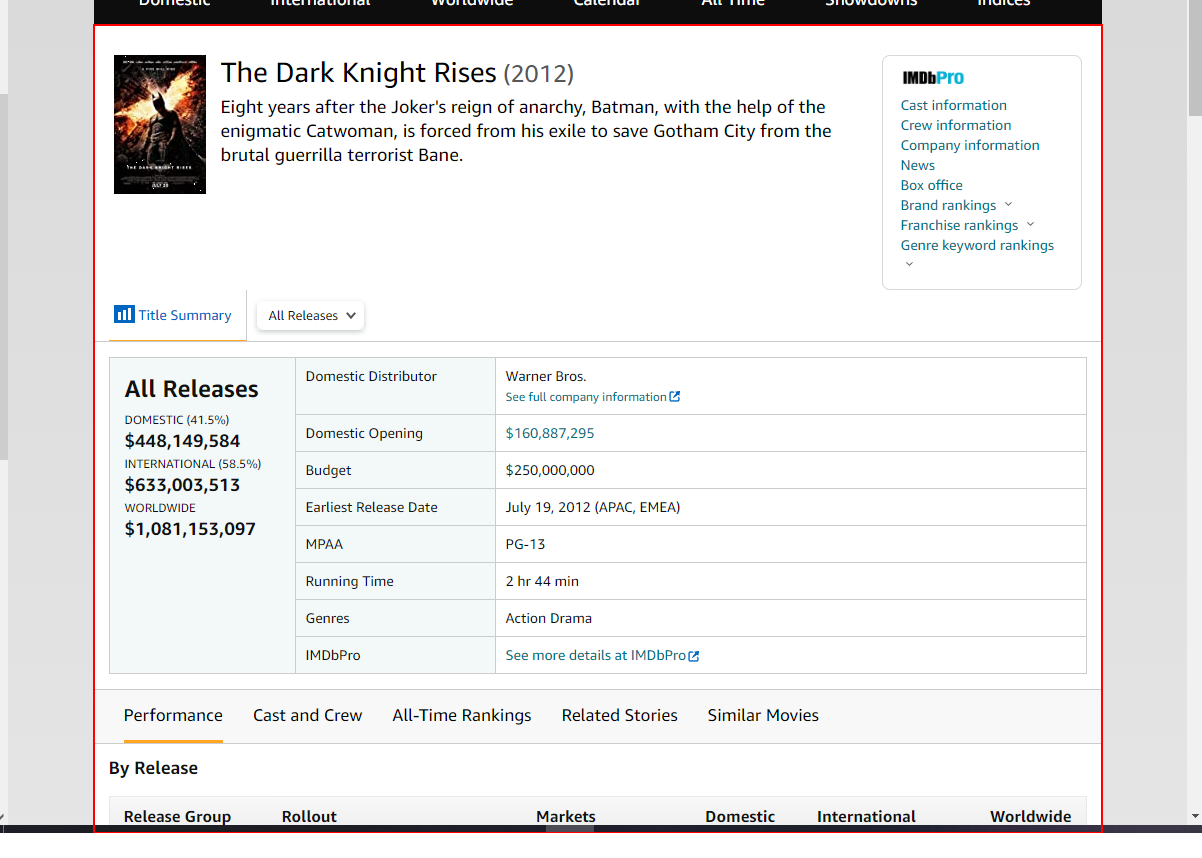 Domestic International Worldwide Calendar All Time Showdowns Indices
The Dark Knight Rises (2012)
Eight years after the Joker's reign of anarchy, Batman, with the help of the
enigmatic Catwoman, is forced from his exile to save Gotham City from the
brutal guerrilla terrorist Bane.
THE DARK KNIGHT RISES
JULY 20
IMDbPro
Cast information
Crew information
Company information
News
Box office
Brand rankings
Franchise rankings
Genre keyword rankings
Title Summary
All Releases
All Releases
DOMESTIC (41.5%)
$448,149,584
INTERNATIONAL (58.5%)
$633,003,513
WORLDWIDE
$1,081,153,097
Domestic Distributor Warner Bros.
See full company information
Domestic Opening $160,887,295
Budget $250,000,000
Earliest Release Date July 19, 2012 (APAC, EMEA)
MPAA PG-13
Running Time 2 hr 44 min
Genres Action Drama
IMDbPro See more details at IMDbPro
Performance Cast and Crew All-Time Rankings Related Stories Similar Movies
By Release
Release Group Rollout Markets Domestic International Worldwide